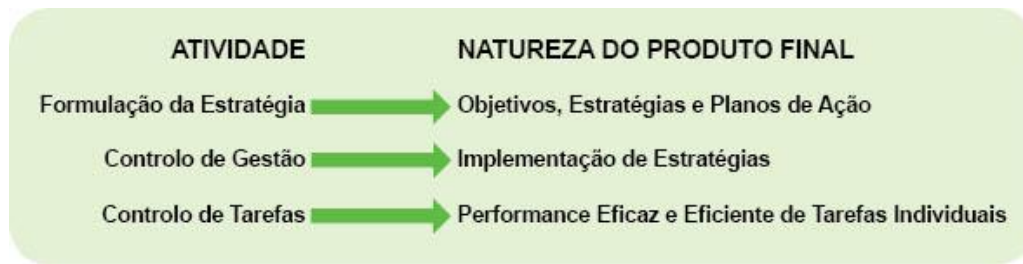 ATIVIDADE NATUREZA DO PRODUTO FINAL
Formulação da Estratégia Objetivos, Estratégias e Planos de Ação
Controlo de Gestão Implementação de Estratégias
Controlo de Tarefas Performance Eficaz e Eficiente de Tarefas Individuais